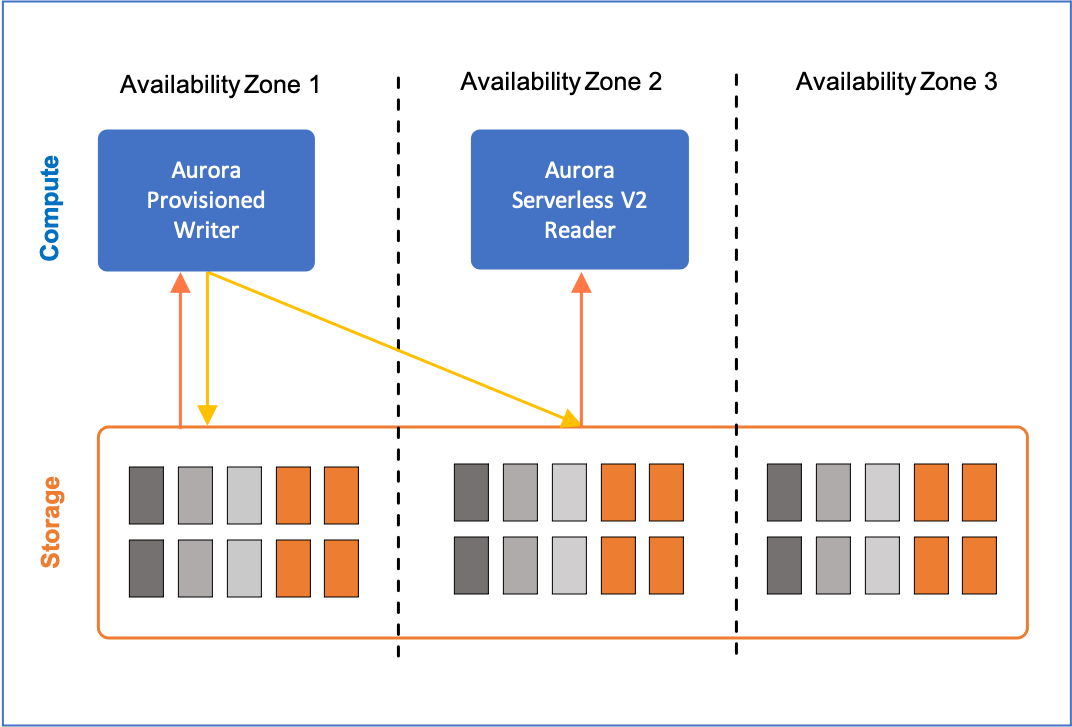 Availability Zone 1
Availability Zone 2
Availability Zone 3
Compute
Aurora
Provisioned
Writer
Aurora
Serverless V2
Reader
Storage